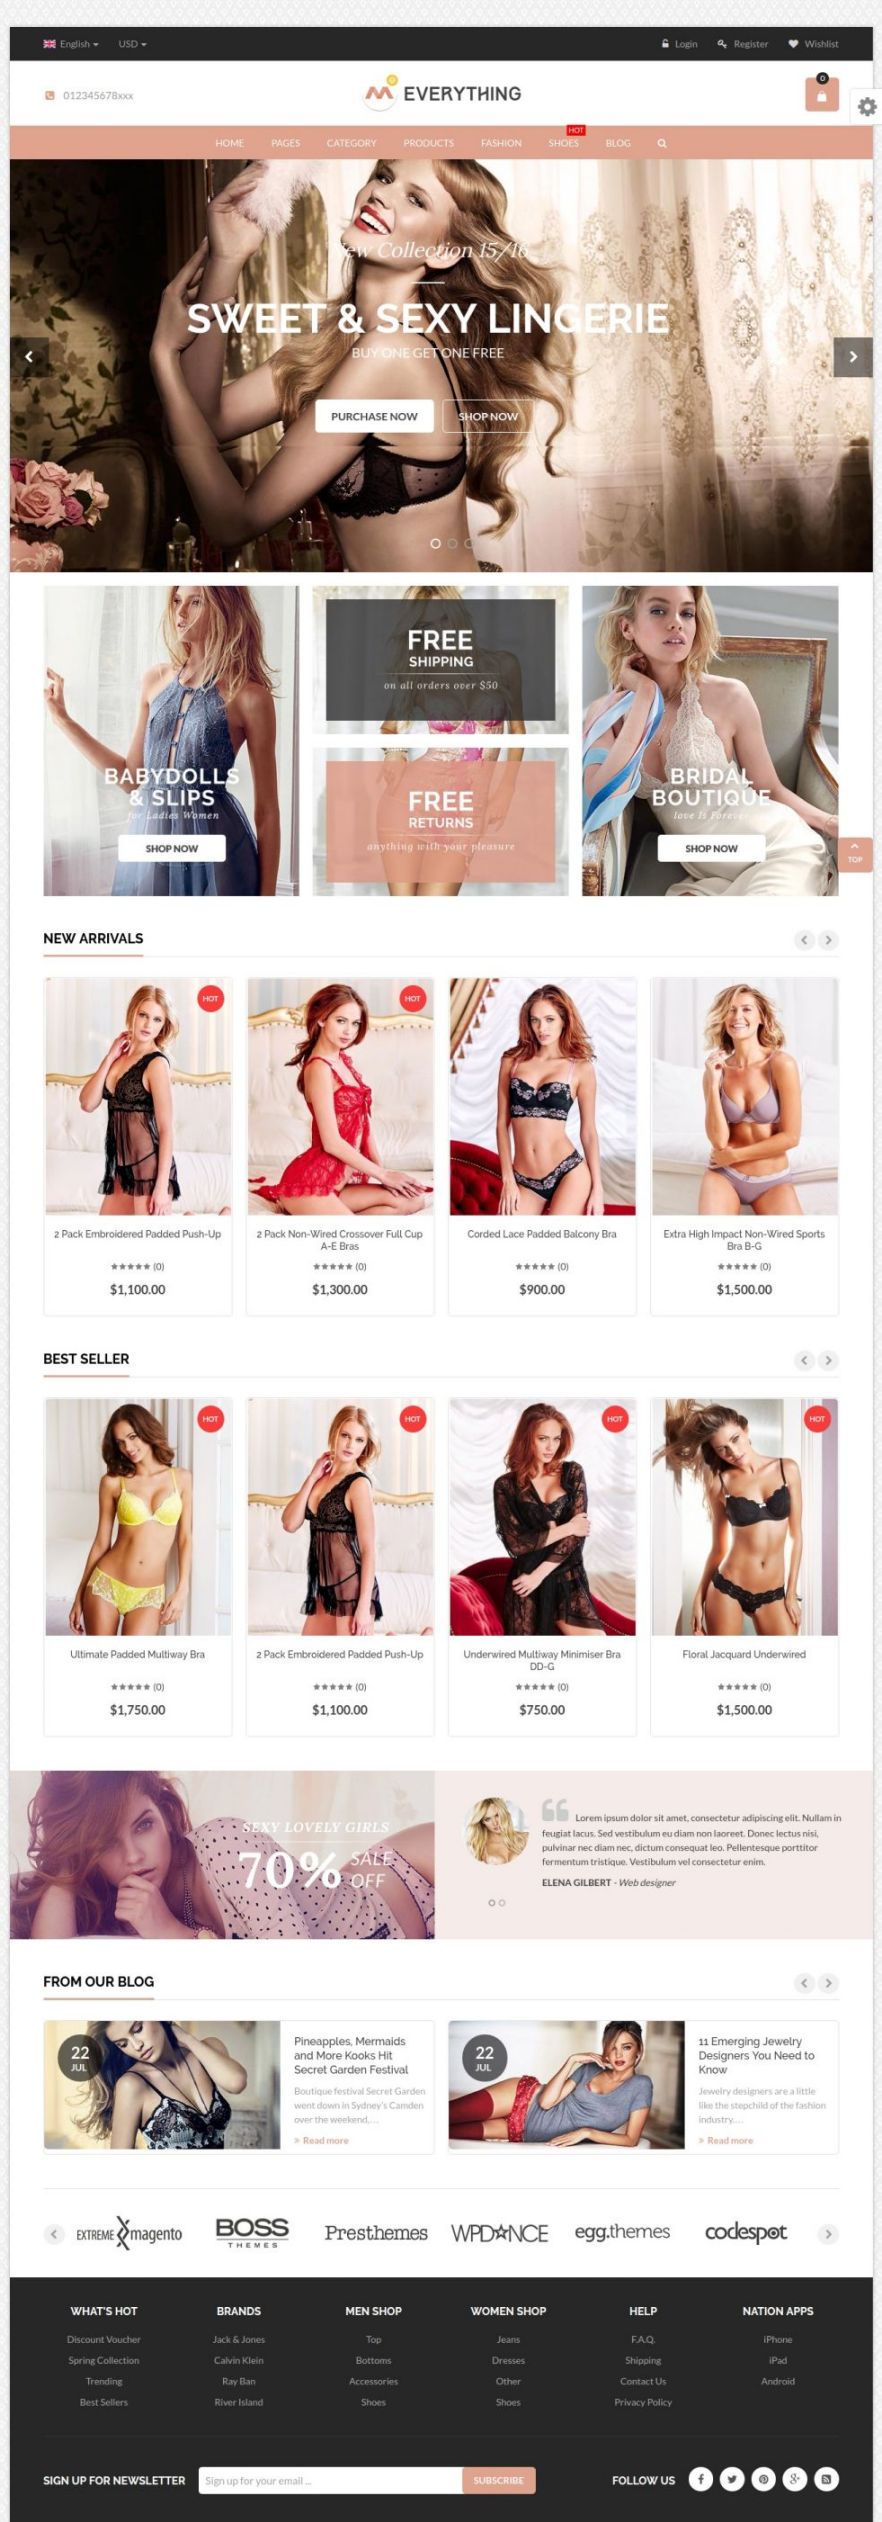 English
USD
Login
Register
Wishlist
012345678xxx
EVERYTHING
0
HOME
PAGES
CATEGORY
PRODUCTS
FASHION
SHOES
HOT
BLOG
New Collection 15/16
SWEET & SEXY LINGERIE
BUY ONE GET ONE FREE
PURCHASE NOW
SHOP NOW
BABYDOLLS
& SLIPS
for Ladies Women
SHOP NOW
FREE
SHIPPING
on all orders over $50
FREE
RETURNS
anything with your pleasure
BRIDAL
BOUTIQUE
love Is Forever
SHOP NOW
TOP
NEW ARRIVALS
HOT
2 Pack Embroidered Padded Push-Up
(0)
$1,100.00
HOT
2 Pack Non-Wired Crossover Full Cup
A-E Bras
(0)
$1,300.00
Corded Lace Padded Balcony Bra
(0)
$900.00
Extra High Impact Non-Wired Sports
Bra B-G
(0)
$1,500.00
BEST SELLER
HOT
Ultimate Padded Multiway Bra
(0)
$1,750.00
HOT
2 Pack Embroidered Padded Push-Up
(0)
$1,100.00
HOT
Underwired Multiway Minimiser Bra
DD-G
(0)
$750.00
HOT
Floral Jacquard Underwired
(0)
$1,500.00
SEXY LOVELY GIRLS
70% SALE
OFF
Lorem ipsum dolor sit amet, consectetur adipiscing elit. Nullam in
feugiat lacus. Sed vestibulum eu diam non laoreet. Donec lectus nisi,
pulvinar nec diam nec, dictum consequat leo. Pellentesque porttitor
fermentum tristique. Vestibulum vel consectetur enim.
ELENA GILBERT - Web designer
FROM OUR BLOG
22
JUL
Pineapples, Mermaids
and More Kooks Hit
Secret Garden Festival
Boutique festival Secret Garden
went down in Sydney's Camden
over the weekend,...
» Read more
22
JUL
11 Emerging Jewelry
Designers You Need to
Know
Jewelry designers are a little
like the stepchild of the fashion
industry....
» Read more
EXTREME magento
BOSS
THEMES
Presthemes
WPDANCE
egg.themes
codespot
WHAT'S HOT
Discount Voucher
Spring Collection
Trending
Best Sellers
BRANDS
Jack & Jones
Calvin Klein
Ray Ban
River Island
MEN SHOP
Top
Bottoms
Accessories
Shoes
WOMEN SHOP
Jeans
Dresses
Other
Shoes
HELP
F.A.Q.
Shipping
Contact Us
Privacy Policy
NATION APPS
iPhone
iPad
Android
SIGN UP FOR NEWSLETTER
Sign up for your email ...
SUBSCRIBE
FOLLOW US